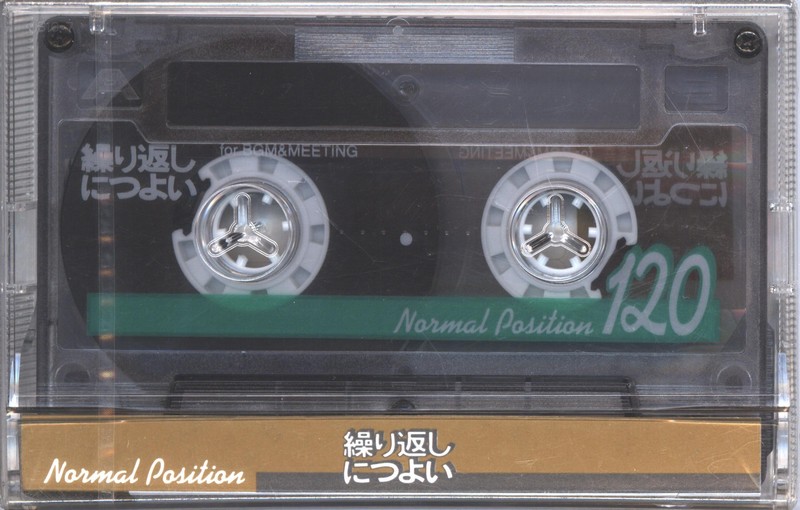 A
繰り返し
につよい
for BGM&MEETING
Normal Position 120
Normal Position
繰り返し
につよい